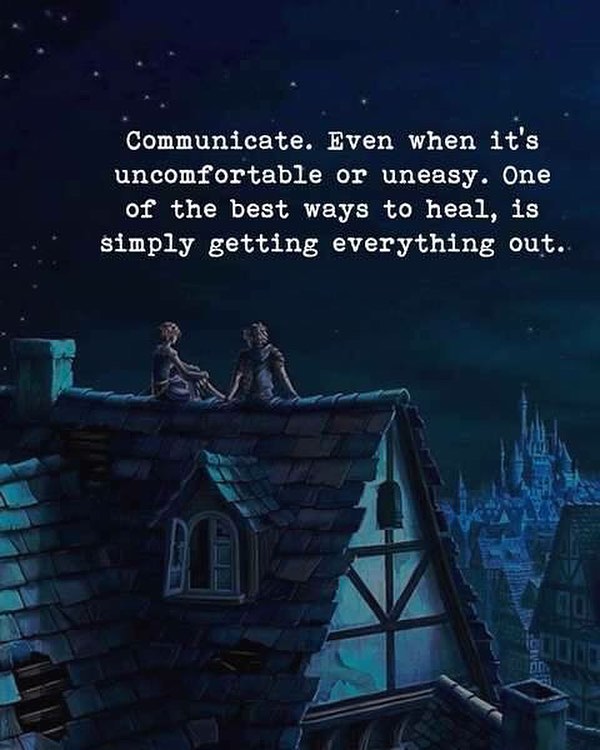 Communicate. Even when it's
uncomfortable or uneasy. One
of the best ways to heal, is
simply getting everything out.